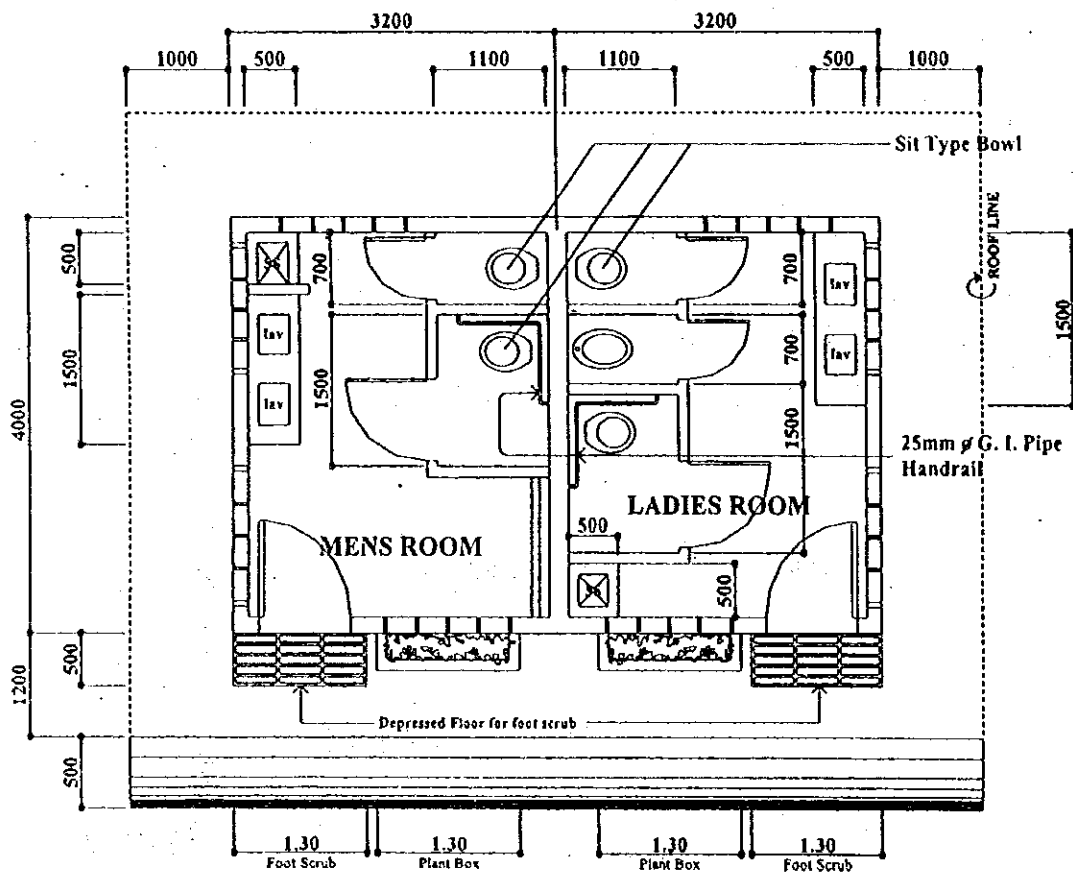 3200 3200
1000 500 1100 1100 500 1000
Sit Type Bowl
ROOF LINE
500 700 700
lav
lav
1500 1500 700 1500
lav
lav
4000
1500
25mm ø G. I. Pipe
Handrail
LADIES ROOM
MENS ROOM
500
500
500
1200
Depressed Floor for foot scrub
500
1.30 1.30 1.30 1.30
Foot Scrub Plant Box Plant Box Foot Scrub